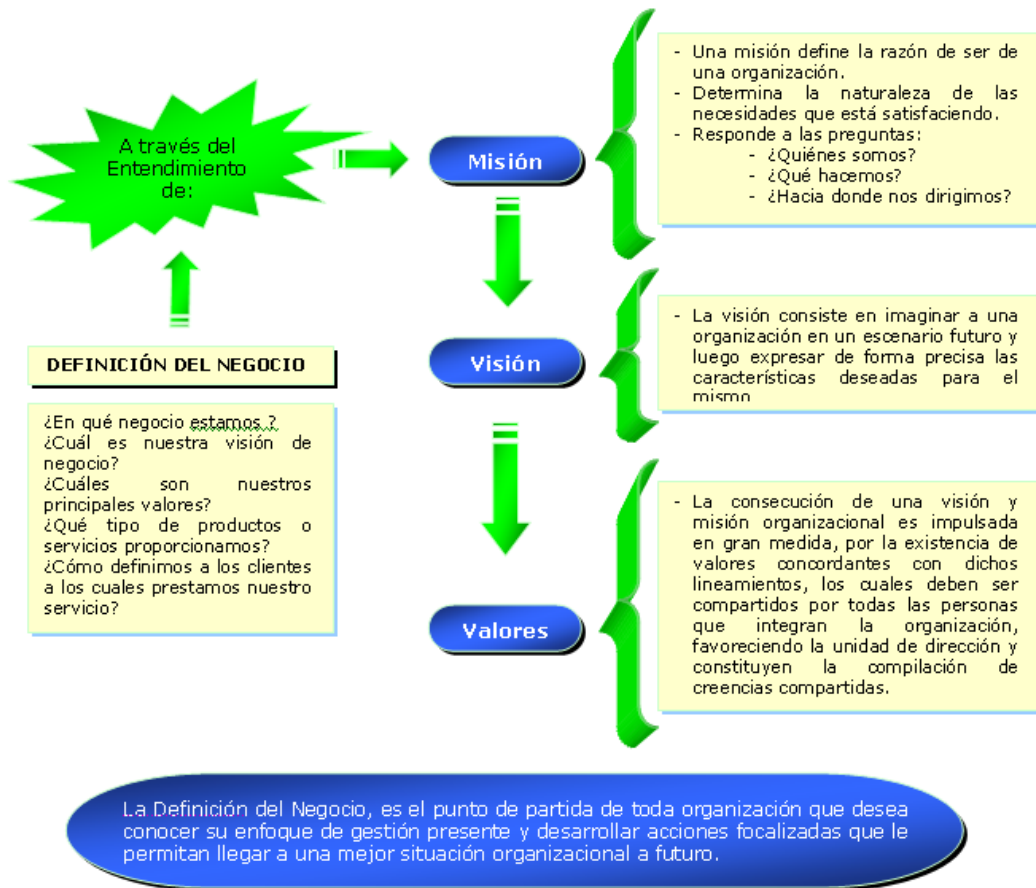 A través del
Entendimiento
de:
DEFINICIÓN DEL NEGOCIO
¿En qué negocio estamos ?
¿Cuál es nuestra visión de
negocio?
¿Cuáles son nuestros
principales valores?
¿Qué tipo de productos o
servicios proporcionamos?
¿Cómo definimos a los clientes
a los cuales prestamos nuestro
servicio?
Misión
- Una misión define la razón de ser de
una organización.
- Determina la naturaleza de las
necesidades que está satisfaciendo.
- Responde a las preguntas:
- ¿Quiénes somos?
- ¿Qué hacemos?
- ¿Hacia donde nos dirigimos?
Visión
- La visión consiste en imaginar a una
organización en un escenario futuro y
luego expresar de forma precisa las
características deseadas para el
mismo
Valores
- La consecución de una visión y
misión organizacional es impulsada
en gran medida, por la existencia de
valores concordantes con dichos
lineamientos, los cuales deben ser
compartidos por todas las personas
que integran la organización,
favoreciendo la unidad de dirección y
constituyen la compilación de
creencias compartidas.
La Definición del Negocio, es el punto de partida de toda organización que desea
conocer su enfoque de gestión presente y desarrollar acciones focalizadas que le
permitan llegar a una mejor situación organizacional a futuro.